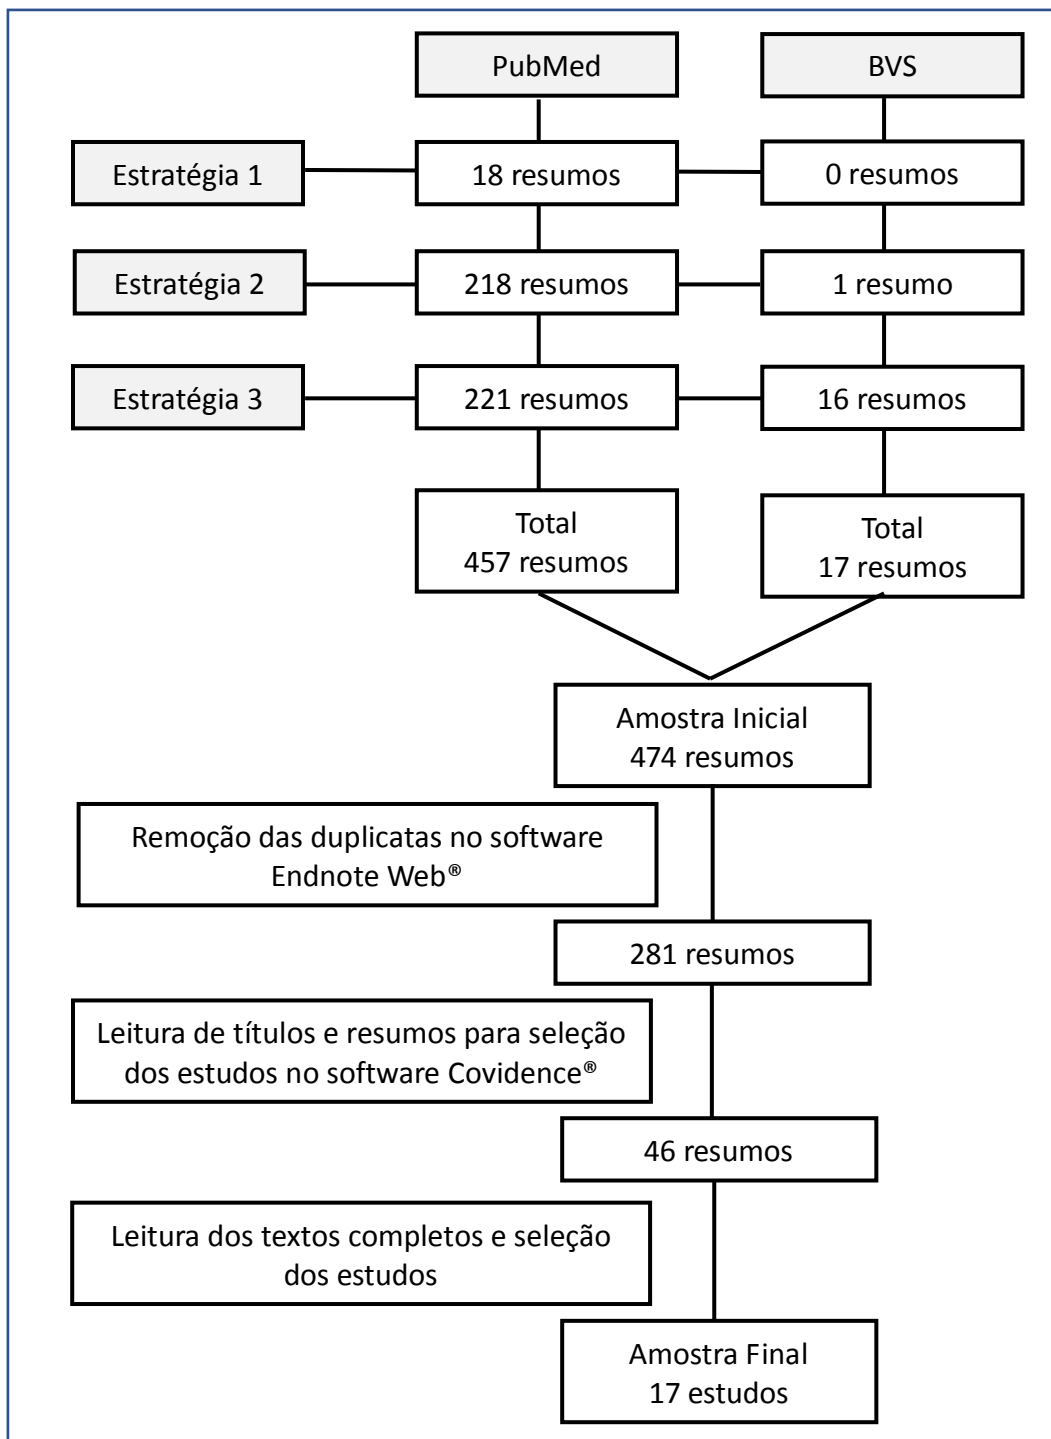 PubMed
BVS
Estratégia 1
18 resumos
0 resumos
Estratégia 2
218 resumos
1 resumo
Estratégia 3
221 resumos
16 resumos
Total
457 resumos
Total
17 resumos
Amostra Inicial
474 resumos
Remoção das duplicatas no software
Endnote Web®
281 resumos
Leitura de títulos e resumos para seleção
dos estudos no software Covidence®
46 resumos
Leitura dos textos completos e seleção
dos estudos
Amostra Final
17 estudos